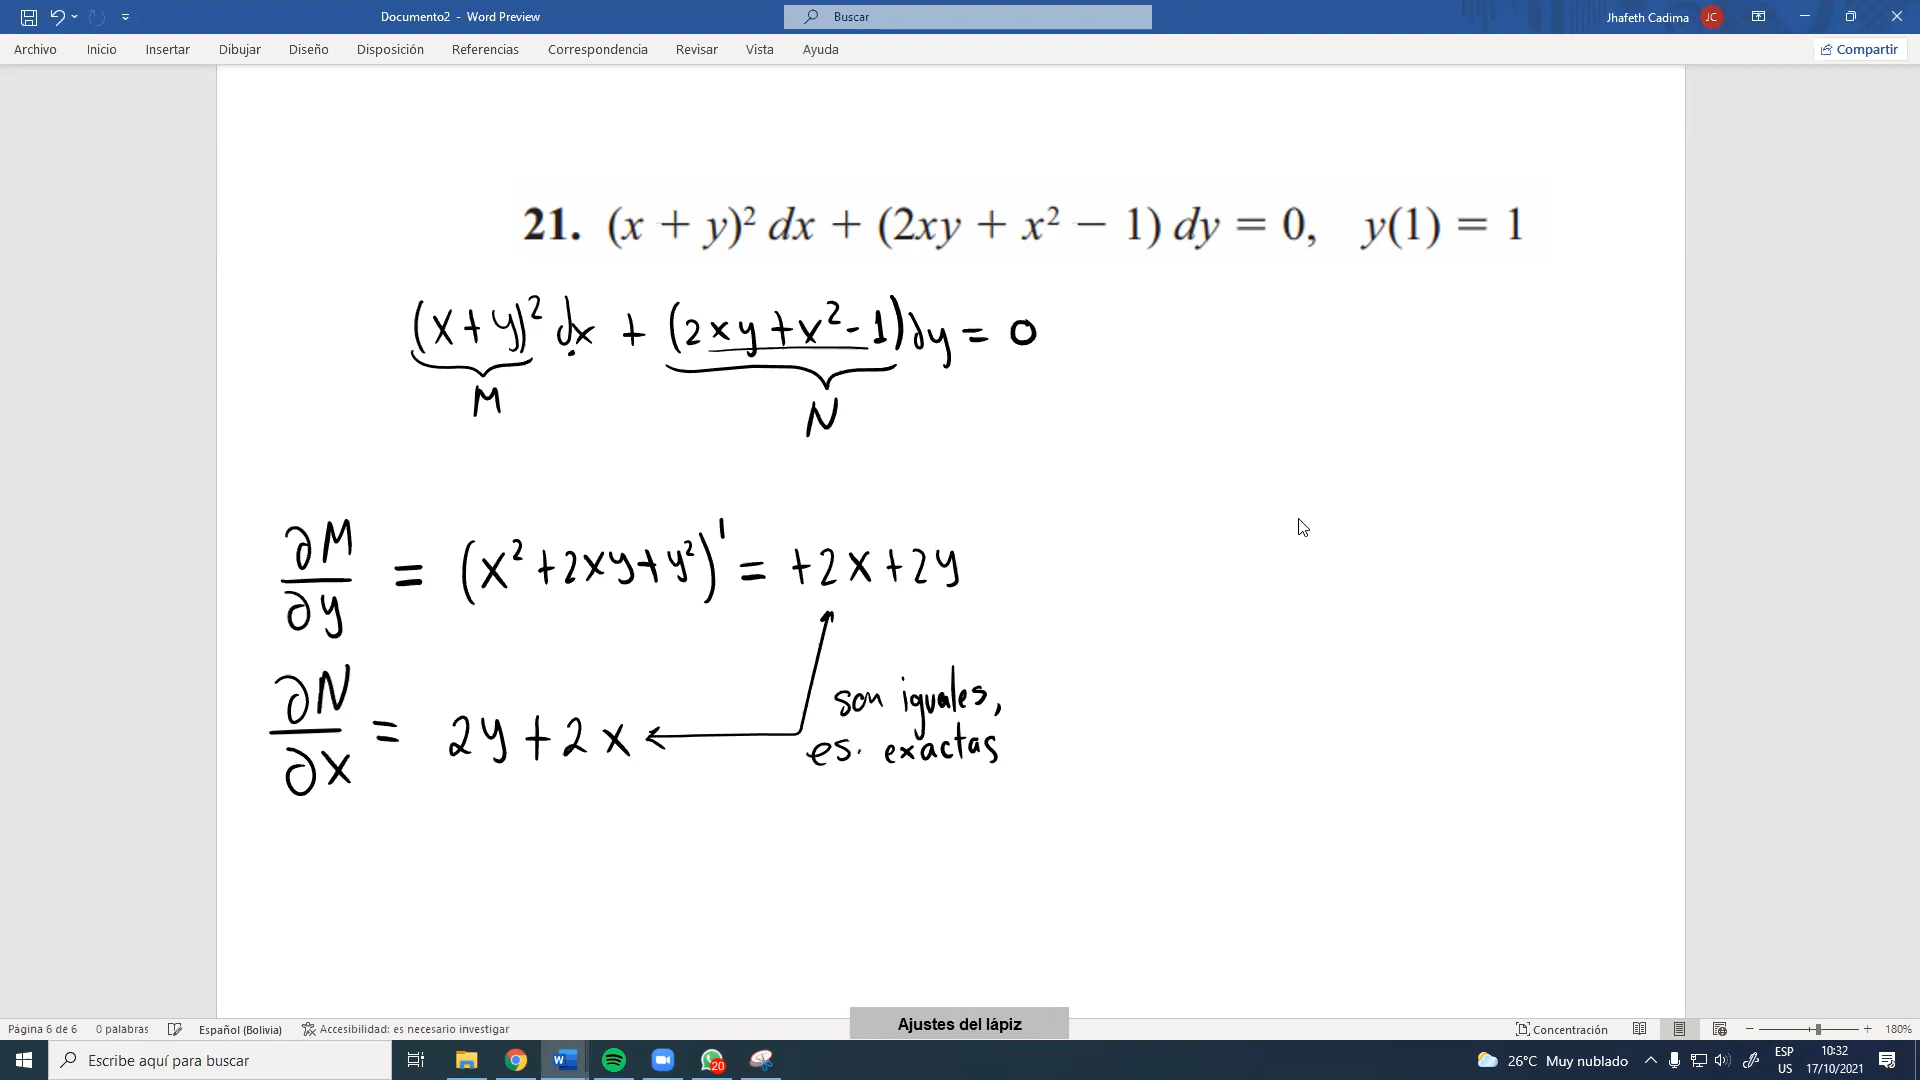 Documento2 - Word Preview
Buscar
Jhafeth Cadima
JC
Archivo Inicio Insertar Dibujar Diseño Disposición Referencias Correspondencia Revisar Vista Ayuda
Compartir
21. (x + y)² dx + (2xy + x² − 1) dy = 0, y(1) = 1
(x+y)² dx + (2xy+x²-1)dy = 0
M
N
∂M/∂y = (x²+2xy+y²)' = +2x+2y
∂N/∂x = 2y+2x
son iguales,
es. exactas
Ajustes del lápiz
Página 6 de 6 0 palabras Español (Bolivia) Accesibilidad: es necesario investigar
Concentración
180%
Escribe aquí para buscar
20
26°C Muy nublado
ESP
US
10:32
17/10/2021